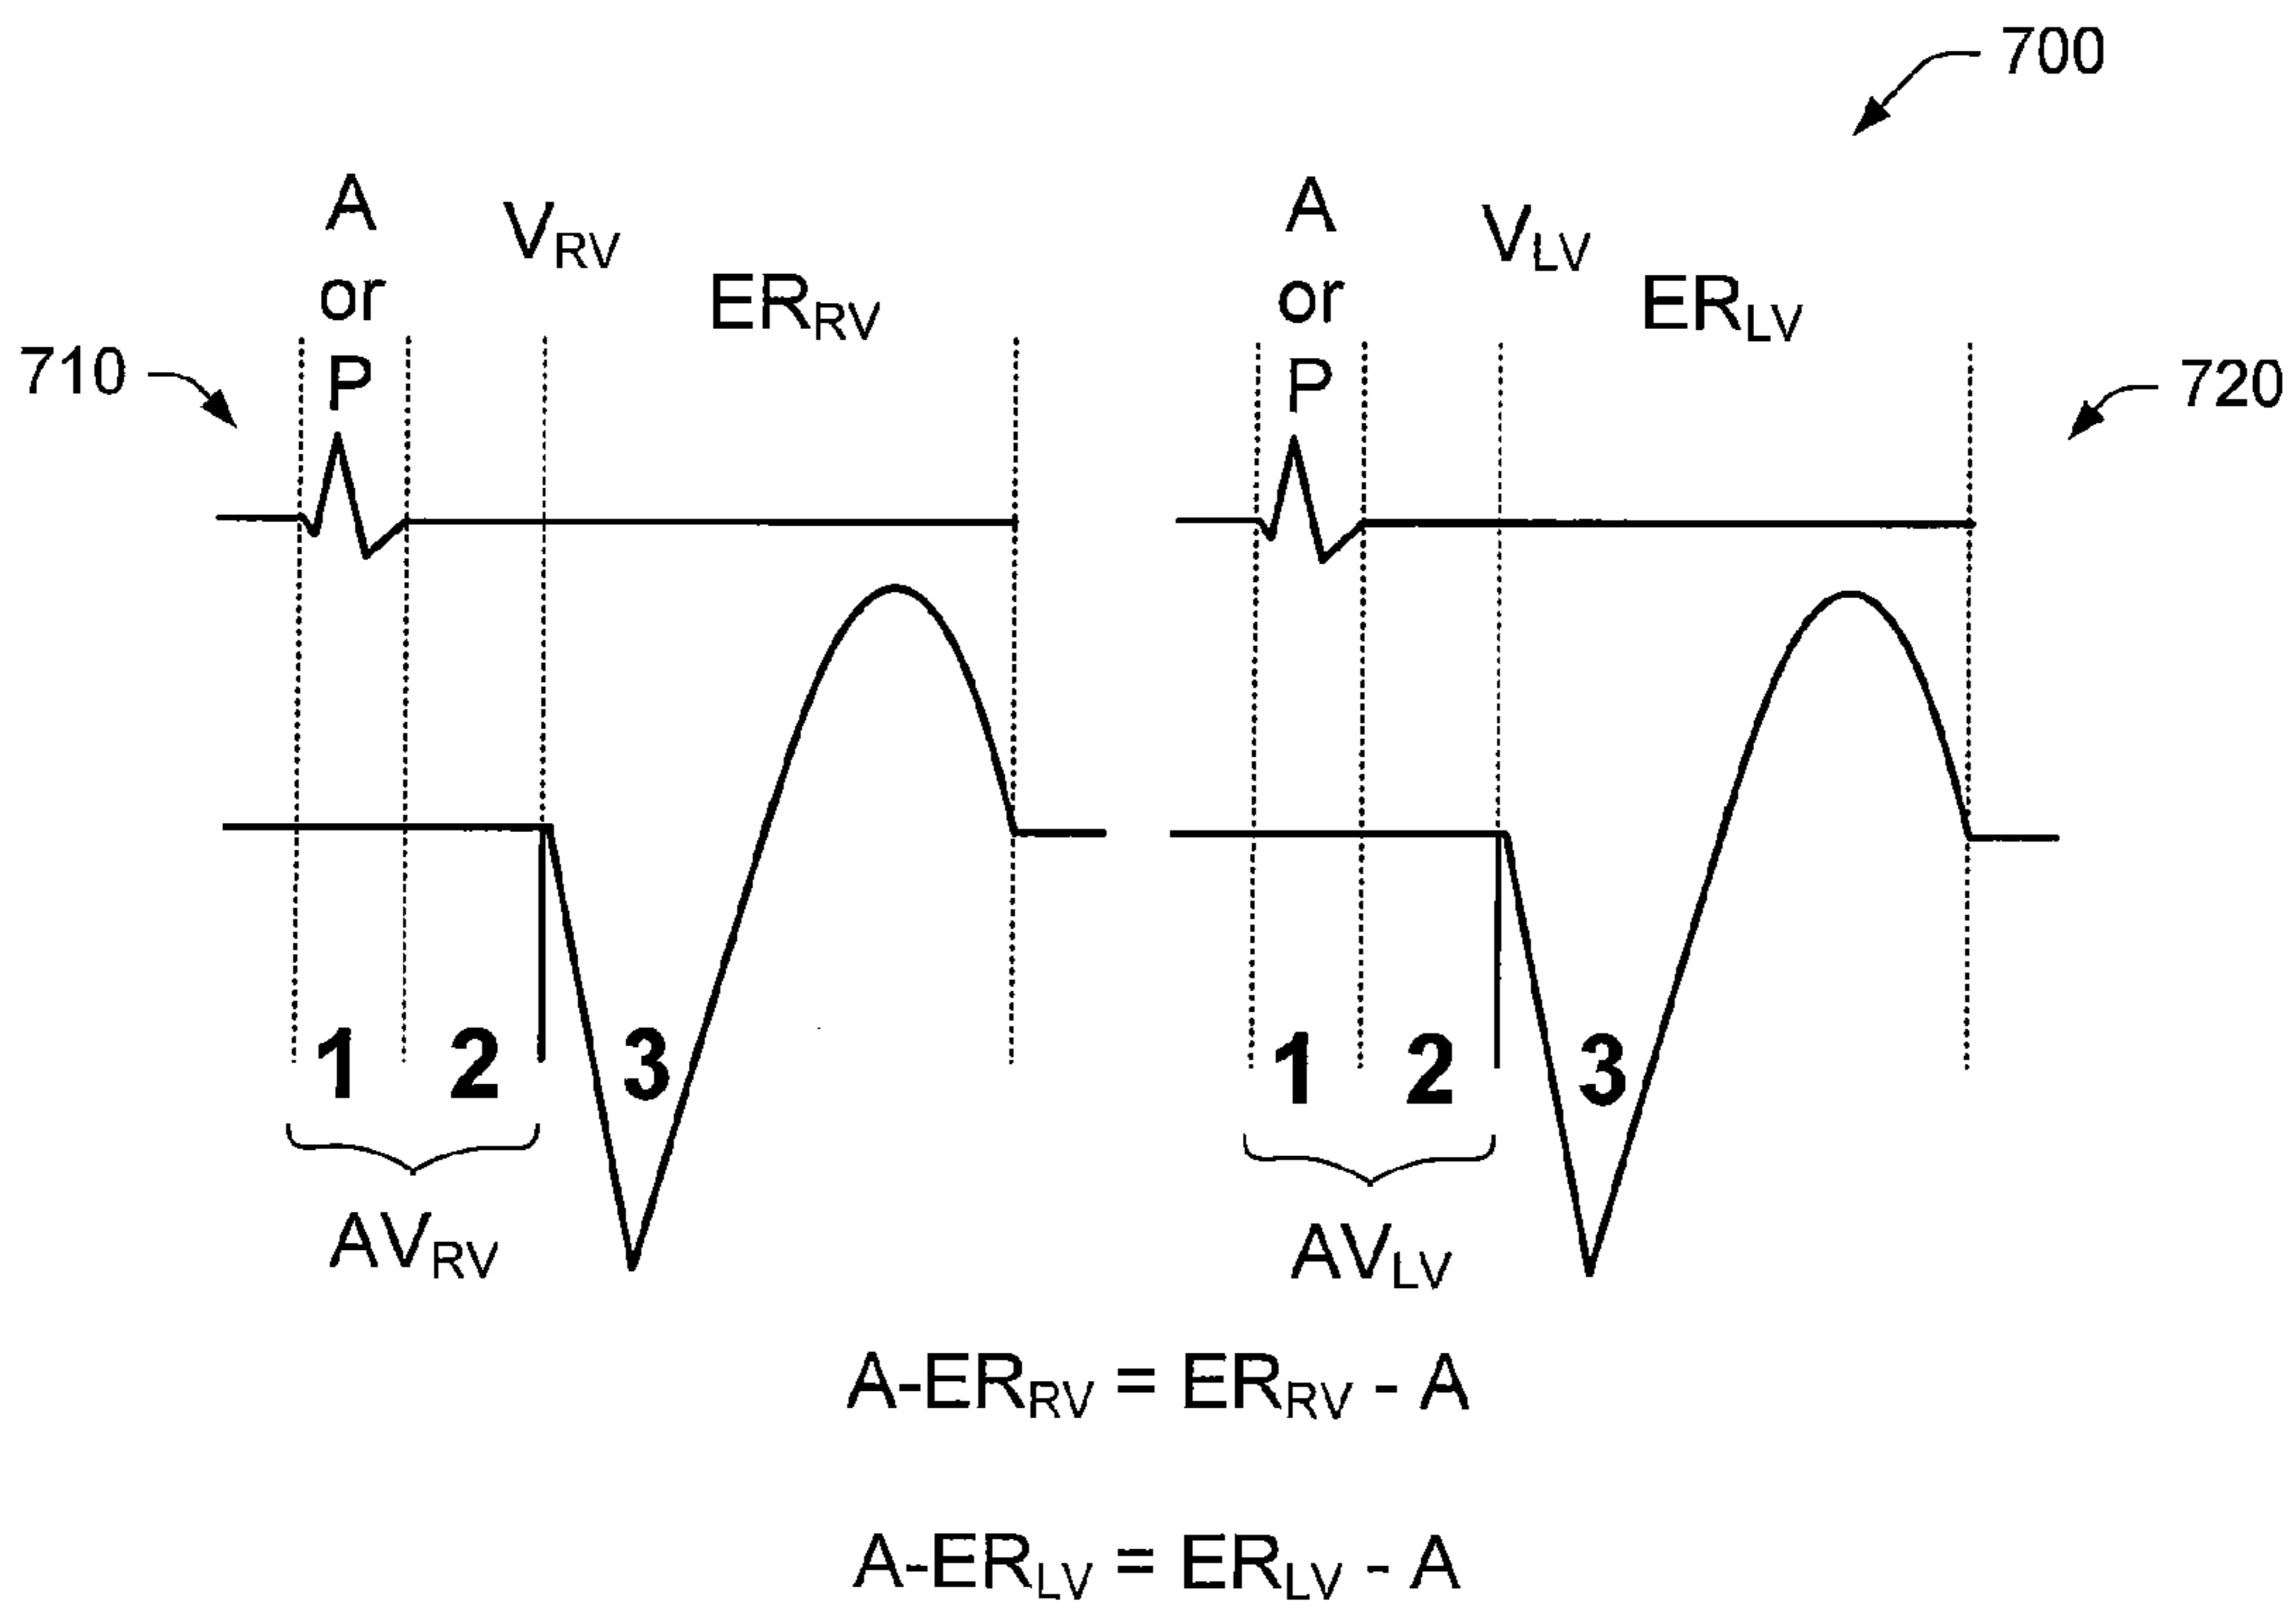 700
A
or
P
V_RV
ER_RV
A
or
P
V_LV
ER_LV
710
720
1 2 3
1 2 3
AV_RV
AV_LV
A-ER_RV = ER_RV - A
A-ER_LV = ER_LV - A